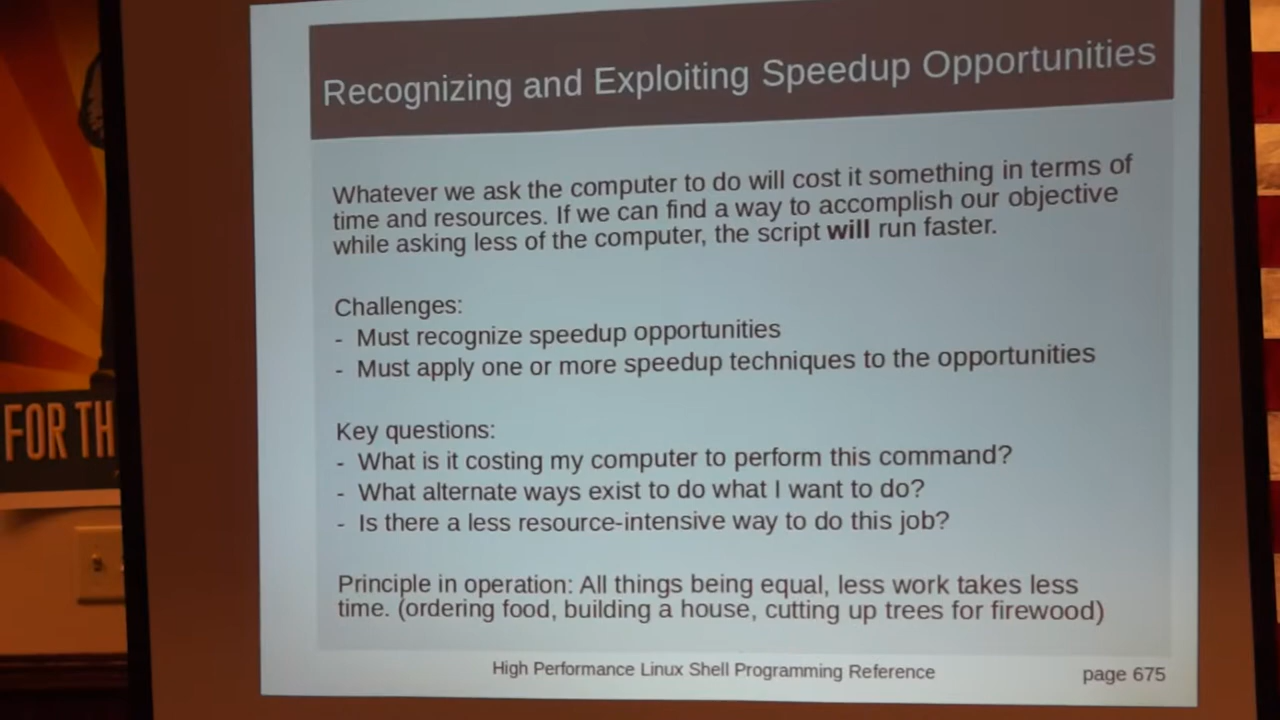 Recognizing and Exploiting Speedup Opportunities
Whatever we ask the computer to do will cost it something in terms of
time and resources. If we can find a way to accomplish our objective
while asking less of the computer, the script will run faster.
Challenges:
- Must recognize speedup opportunities
- Must apply one or more speedup techniques to the opportunities
Key questions:
- What is it costing my computer to perform this command?
- What alternate ways exist to do what I want to do?
- Is there a less resource-intensive way to do this job?
Principle in operation: All things being equal, less work takes less
time. (ordering food, building a house, cutting up trees for firewood)
High Performance Linux Shell Programming Reference
page 675
FOR TH